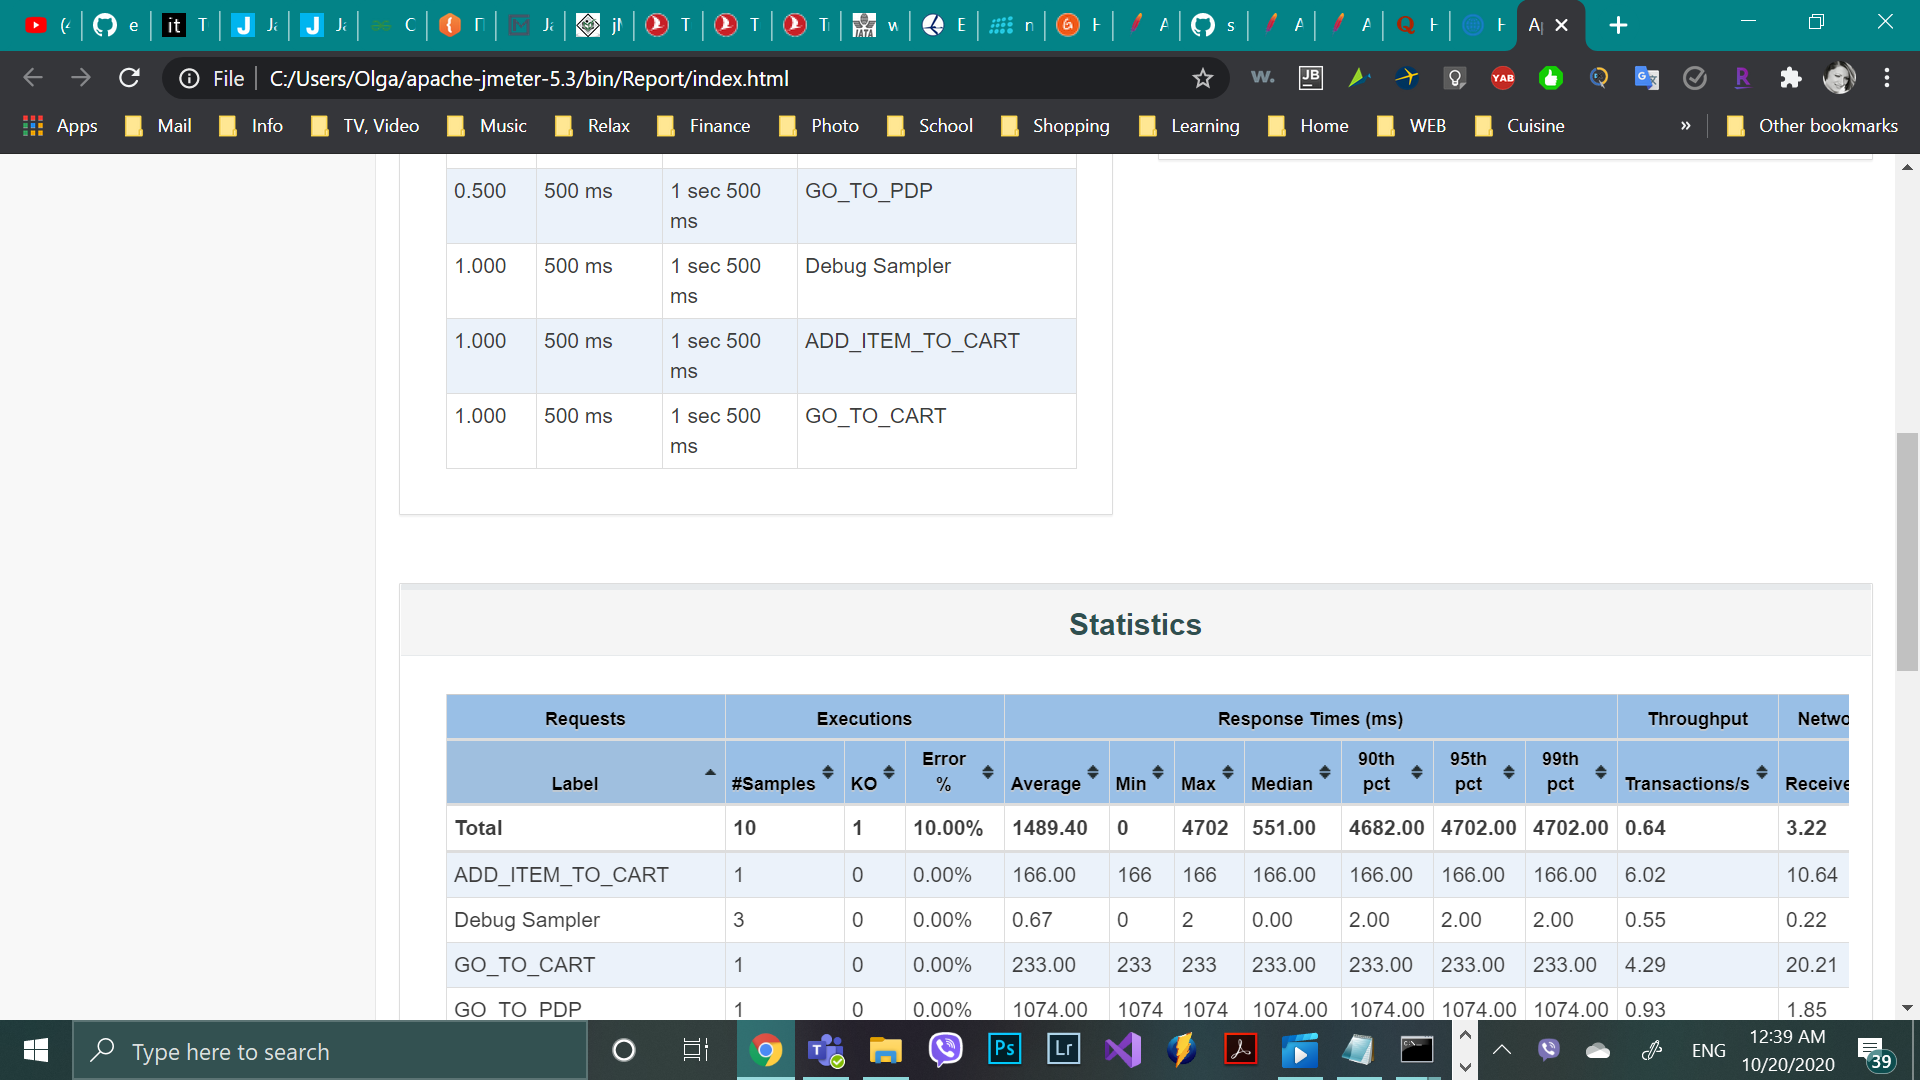 (4 e it T J Ja J Ja C П Ja jM T T T IATA w E n H A s A A Q H H Ap
File C:/Users/Olga/apache-jmeter-5.3/bin/Report/index.html w. JB YAB R
Apps Mail Info TV, Video Music Relax Finance Photo School Shopping Learning Home WEB Cuisine » Other bookmarks
0.500 500 ms 1 sec 500 ms GO_TO_PDP
1.000 500 ms 1 sec 500 ms Debug Sampler
1.000 500 ms 1 sec 500 ms ADD_ITEM_TO_CART
1.000 500 ms 1 sec 500 ms GO_TO_CART
Statistics
Requests Executions Response Times (ms) Throughput Netwo
Label #Samples KO Error % Average Min Max Median 90th pct 95th pct 99th pct Transactions/s Receive
Total 10 1 10.00% 1489.40 0 4702 551.00 4682.00 4702.00 4702.00 0.64 3.22
ADD_ITEM_TO_CART 1 0 0.00% 166.00 166 166 166.00 166.00 166.00 166.00 6.02 10.64
Debug Sampler 3 0 0.00% 0.67 0 2 0.00 2.00 2.00 2.00 0.55 0.22
GO_TO_CART 1 0 0.00% 233.00 233 233 233.00 233.00 233.00 233.00 4.29 20.21
GO_TO_PDP 1 0 0.00% 1074.00 1074 1074 1074.00 1074.00 1074.00 1074.00 0.93 1.85
Type here to search Ps Lr ENG 12:39 AM
10/20/2020 39